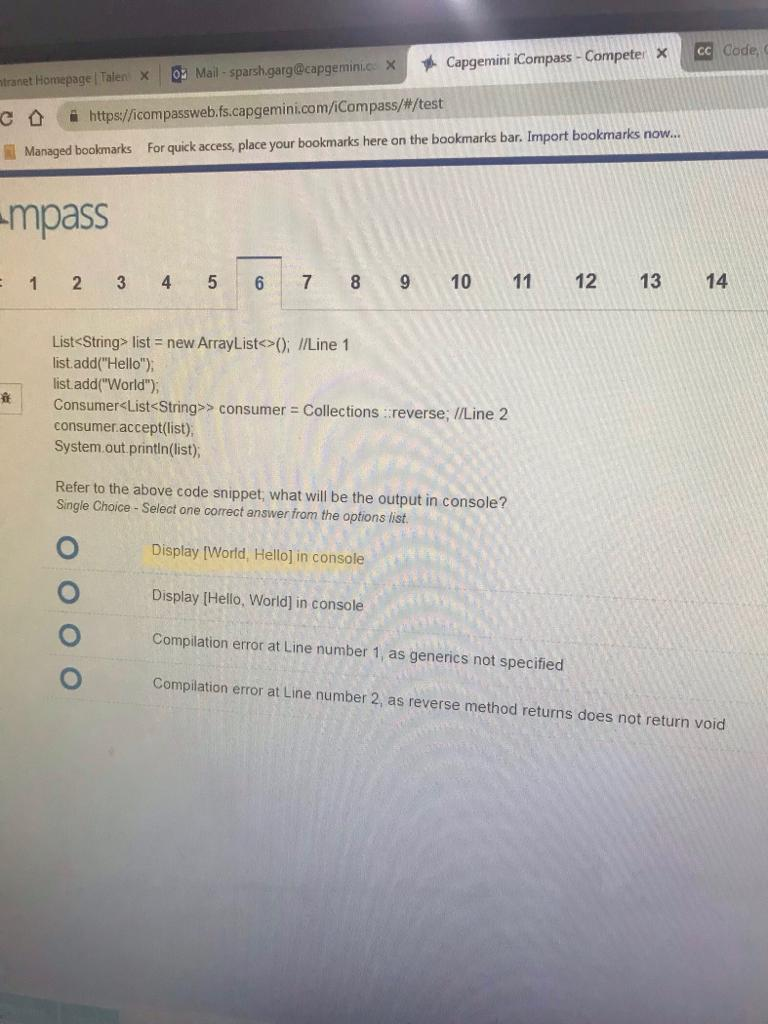 ntranet Homepage | Talen X Mail - sparsh.garg@capgemini.c X Capgemini iCompass - Competer X CC Code,
https://icompassweb.fs.capgemini.com/iCompass/#/test
Managed bookmarks For quick access, place your bookmarks here on the bookmarks bar. Import bookmarks now...
mpass
1 2 3 4 5 6 7 8 9 10 11 12 13 14
List<String> list = new ArrayList<>(); //Line 1
list.add("Hello");
list.add("World");
Consumer<List<String>> consumer = Collections ::reverse; //Line 2
consumer.accept(list);
System.out.println(list);
Refer to the above code snippet, what will be the output in console?
Single Choice - Select one correct answer from the options list.
Display [World, Hello] in console
Display [Hello, World] in console
Compilation error at Line number 1, as generics not specified
Compilation error at Line number 2, as reverse method returns does not return void